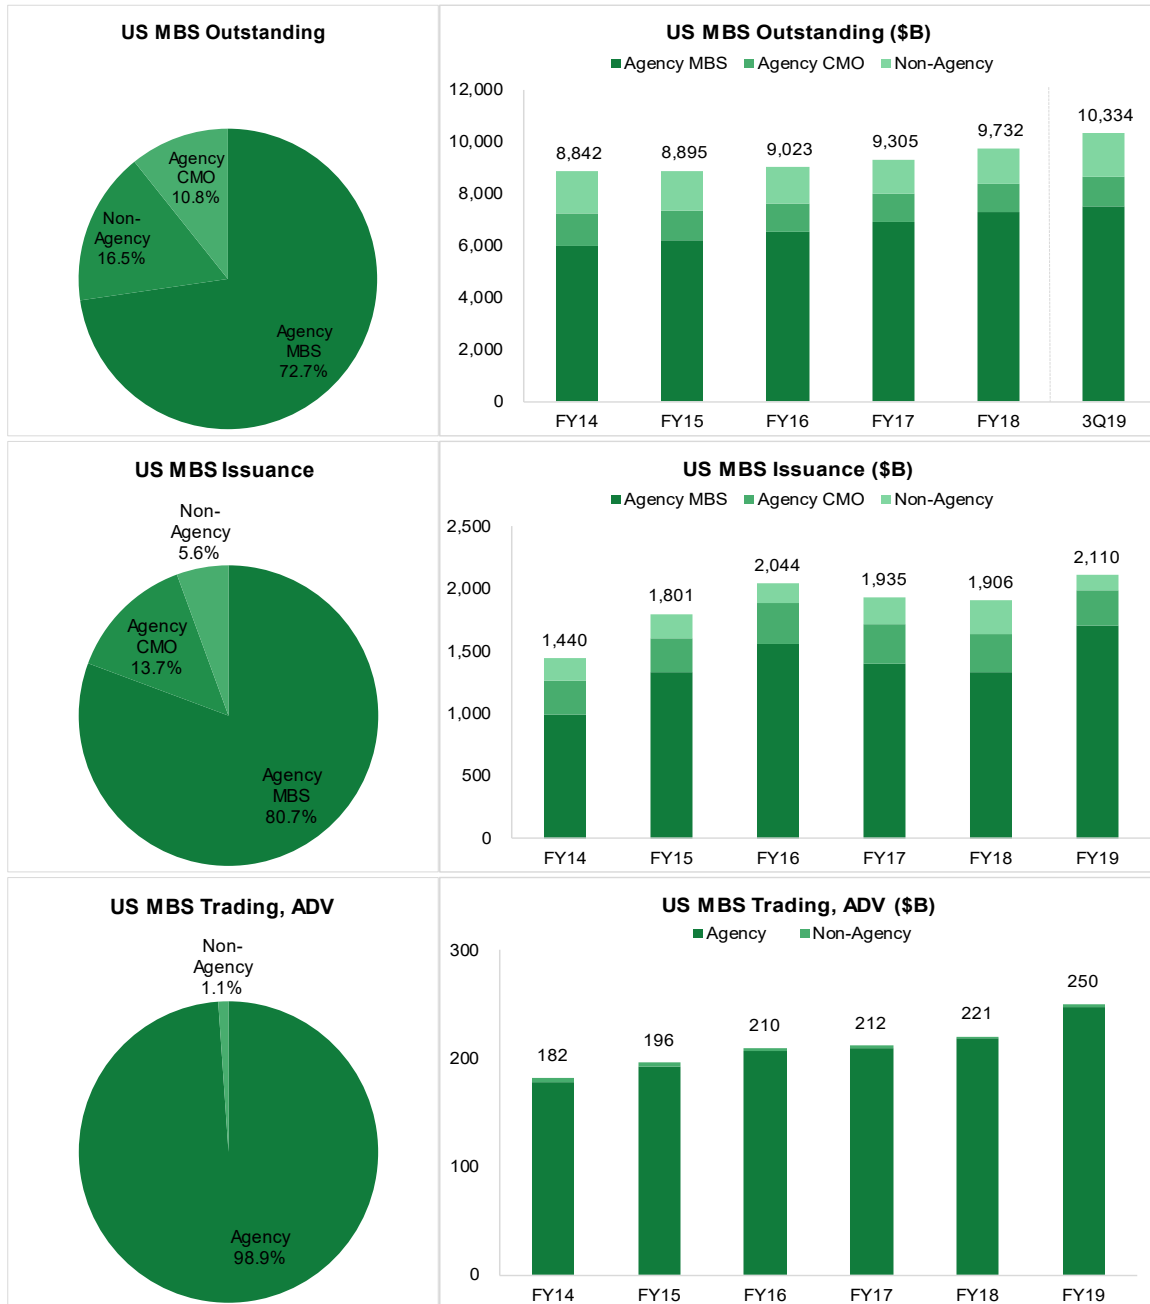 US MBS Outstanding
Agency
CMO
10.8%
Non-
Agency
16.5%
Agency
MBS
72.7%
US MBS Outstanding ($B)
Agency MBS Agency CMO Non-Agency
12,000
10,000
8,000
6,000
4,000
2,000
0
8,842
8,895
9,023
9,305
9,732
10,334
FY14 FY15 FY16 FY17 FY18 3Q19
US MBS Issuance
Non-
Agency
5.6%
Agency
CMO
13.7%
Agency
MBS
80.7%
US MBS Issuance ($B)
Agency MBS Agency CMO Non-Agency
2,500
2,000
1,500
1,000
500
0
1,440
1,801
2,044
1,935
1,906
2,110
FY14 FY15 FY16 FY17 FY18 FY19
US MBS Trading, ADV
Non-
Agency
1.1%
Agency
98.9%
US MBS Trading, ADV ($B)
Agency Non-Agency
300
200
100
0
182
196
210
212
221
250
FY14 FY15 FY16 FY17 FY18 FY19